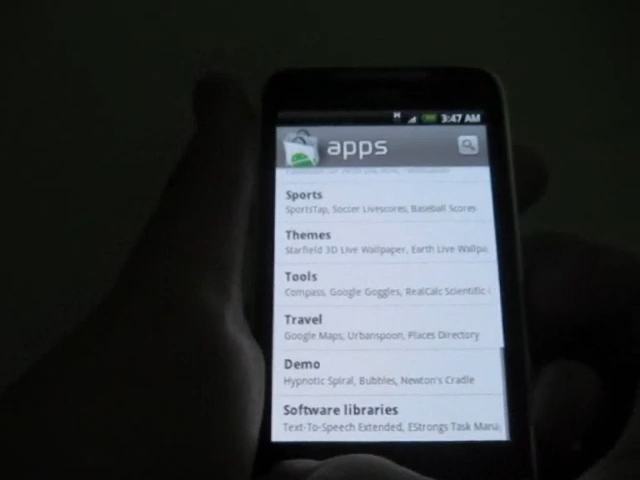 H 3:47 AM
apps
Sports
SportsTap, Soccer Livescores, Baseball Scores
Themes
Starfield 3D Live Wallpaper, Earth Live Wallpa
Tools
Compass, Google Goggles, RealCalc Scientific
Travel
Google Maps, Urbanspoon, Places Directory
Demo
Hypnotic Spiral, Bubbles, Newton's Cradle
Software libraries
Text-To-Speech Extended, EStrongs Task Mana